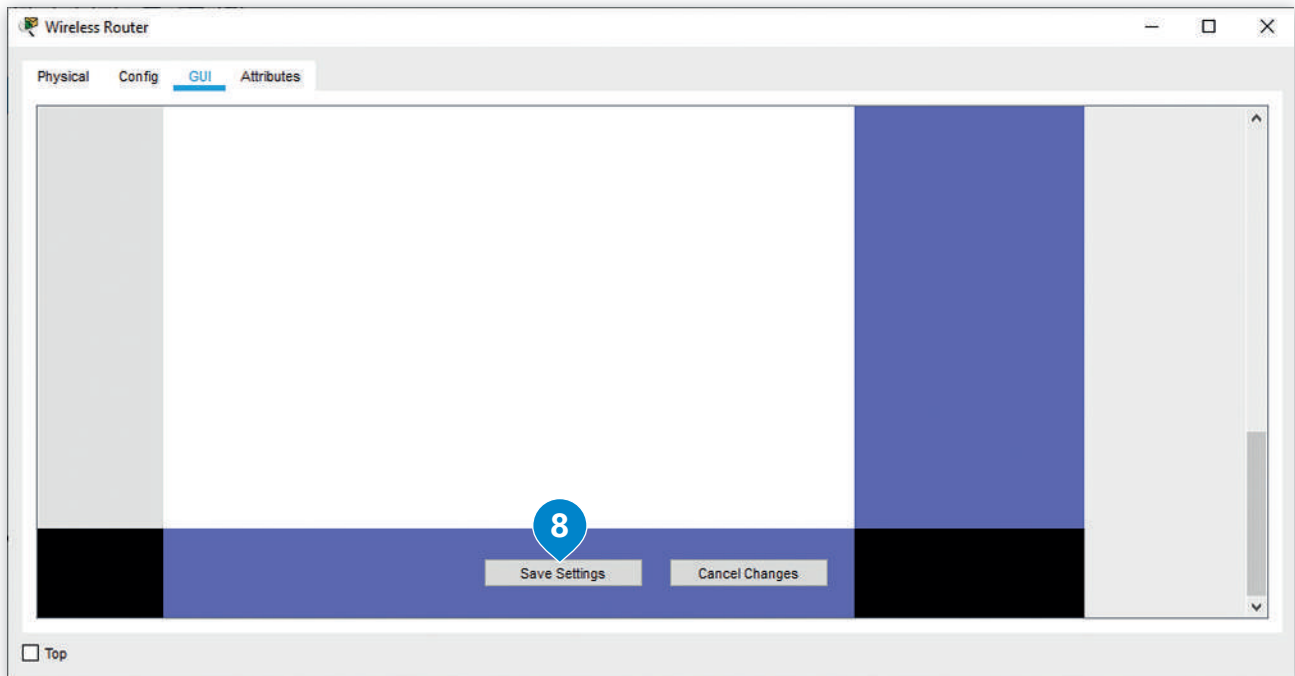 Wireless Router
Physical Config GUI Attributes
8
Save Settings Cancel Changes
Top